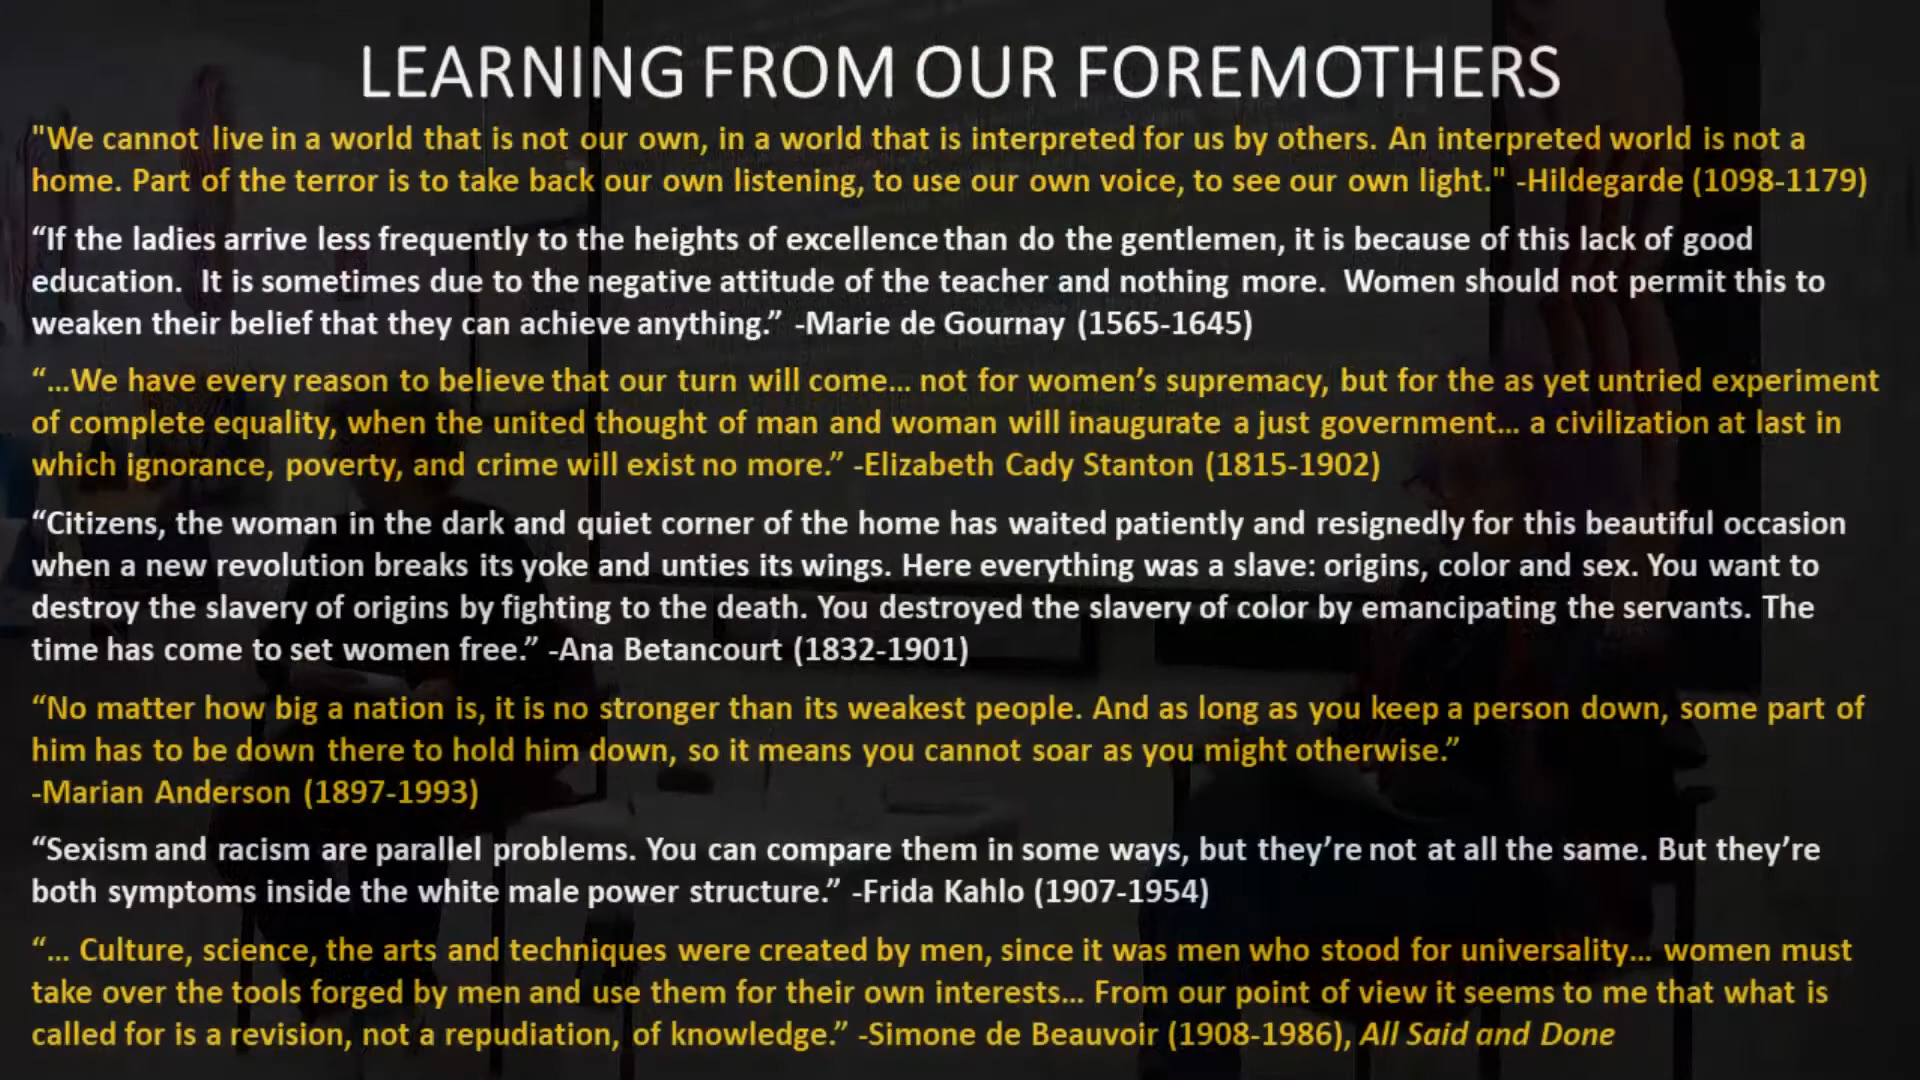 LEARNING FROM OUR FOREMOTHERS
"We cannot live in a world that is not our own, in a world that is interpreted for us by others. An interpreted world is not a
home. Part of the terror is to take back our own listening, to use our own voice, to see our own light." -Hildegarde (1098-1179)
“If the ladies arrive less frequently to the heights of excellence than do the gentlemen, it is because of this lack of good
education.  It is sometimes due to the negative attitude of the teacher and nothing more.  Women should not permit this to
weaken their belief that they can achieve anything.” -Marie de Gournay (1565-1645)
“…We have every reason to believe that our turn will come… not for women’s supremacy, but for the as yet untried experiment
of complete equality, when the united thought of man and woman will inaugurate a just government… a civilization at last in
which ignorance, poverty, and crime will exist no more.” -Elizabeth Cady Stanton (1815-1902)
“Citizens, the woman in the dark and quiet corner of the home has waited patiently and resignedly for this beautiful occasion
when a new revolution breaks its yoke and unties its wings. Here everything was a slave: origins, color and sex. You want to
destroy the slavery of origins by fighting to the death. You destroyed the slavery of color by emancipating the servants. The
time has come to set women free.” -Ana Betancourt (1832-1901)
“No matter how big a nation is, it is no stronger than its weakest people. And as long as you keep a person down, some part of
him has to be down there to hold him down, so it means you cannot soar as you might otherwise.”
-Marian Anderson (1897-1993)
“Sexism and racism are parallel problems. You can compare them in some ways, but they’re not at all the same. But they’re
both symptoms inside the white male power structure.” -Frida Kahlo (1907-1954)
“… Culture, science, the arts and techniques were created by men, since it was men who stood for universality… women must
take over the tools forged by men and use them for their own interests… From our point of view it seems to me that what is
called for is a revision, not a repudiation, of knowledge.” -Simone de Beauvoir (1908-1986), All Said and Done